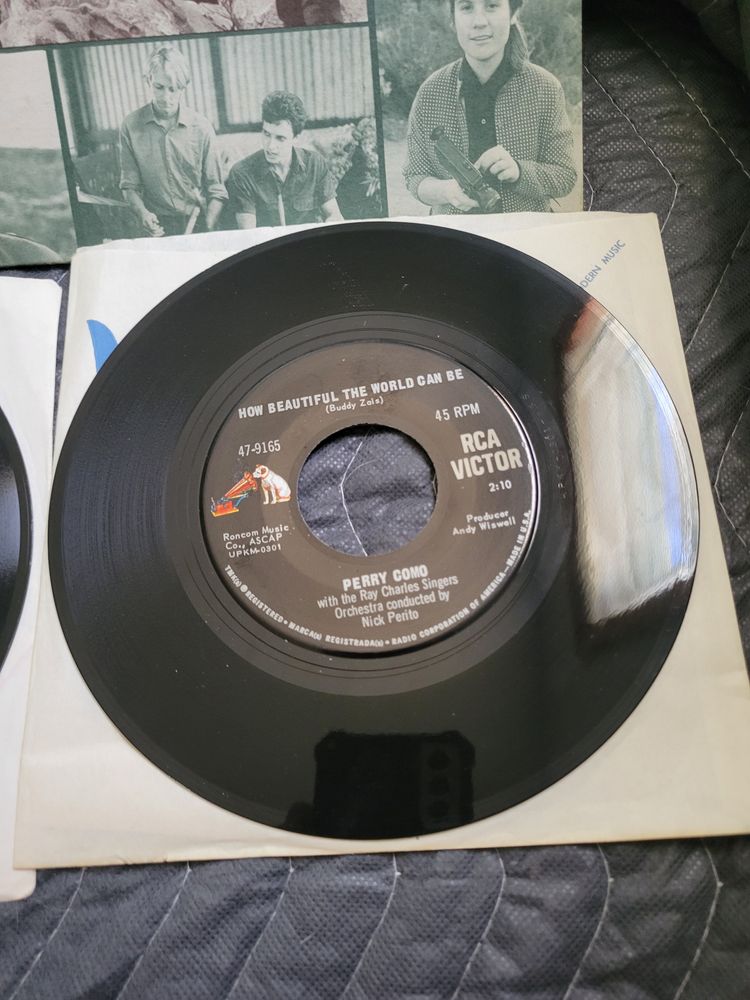 DERN MUSIC
HOW BEAUTIFUL THE WORLD CAN BE
(Buddy Zais)
47-9165
45 RPM
RCA
VICTOR
2:10
Roncom Music
Co., ASCAP
UPKM-0301
Producer
Andy Wiswell
PERRY COMO
with the Ray Charles Singers
Orchestra conducted by
Nick Perito
TMK(s) ® REGISTERED • MARCA(s) REGISTRADA(s) • RADIO CORPORATION OF AMERICA—MADE IN U.S.A.